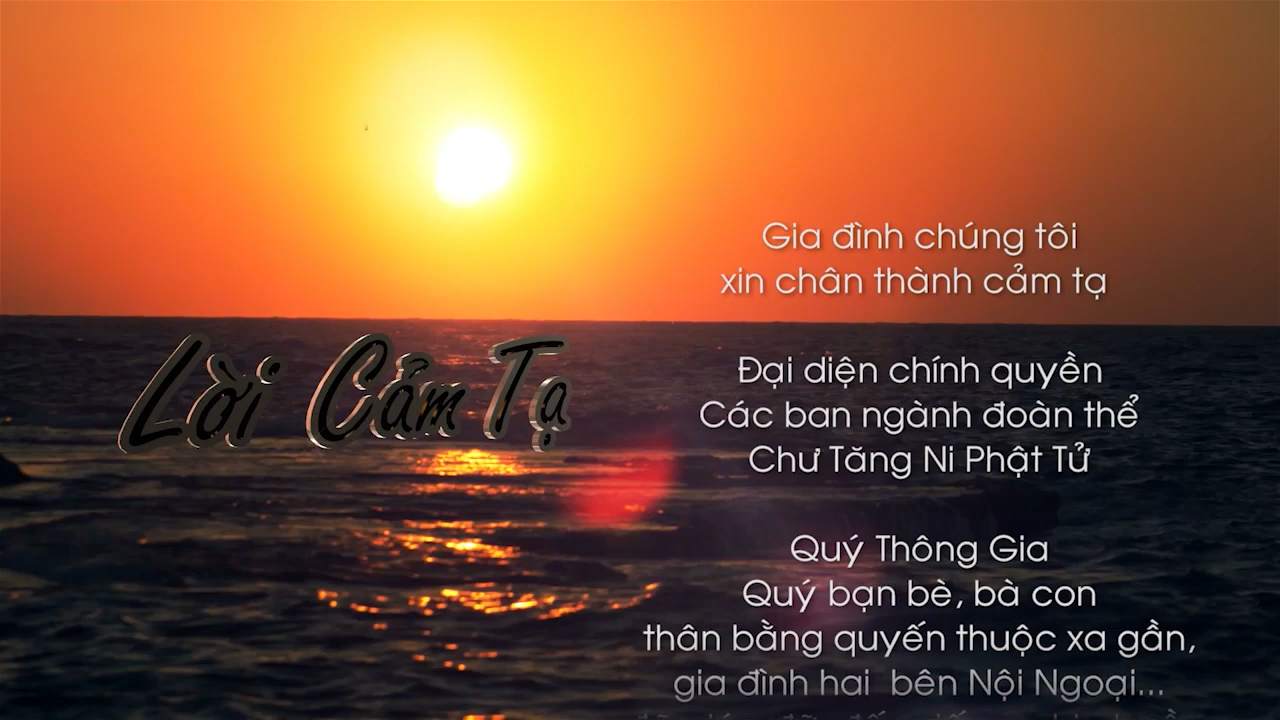 Lời Cảm Tạ
Gia đình chúng tôi
xin chân thành cảm tạ
Đại diện chính quyền
Các ban ngành đoàn thể
Chư Tăng Ni Phật Tử
Quý Thông Gia
Quý bạn bè, bà con
thân bằng quyến thuộc xa gần,
gia đình hai bên Nội Ngoại...